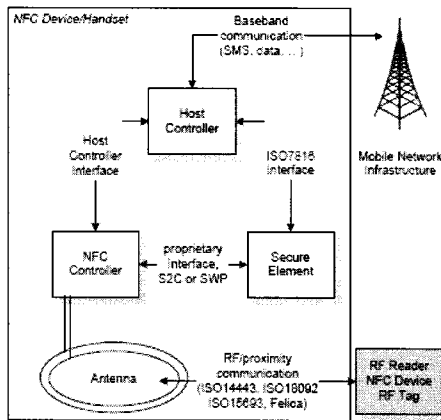 NFC Device/Handset
Baseband
communication
(SMS, data, ... )
Host
Controller
Host
Controller
Interface
ISO7816
Interface
Mobile Network
Infrastructure
NFC
Controller
proprietary
interface,
S2C or SWP
Secure
Element
Antenna
RF/proximity
communication
(ISO14443, ISO18092
ISO15693, Felica)
RF Reader
NFC Device
RF Tag